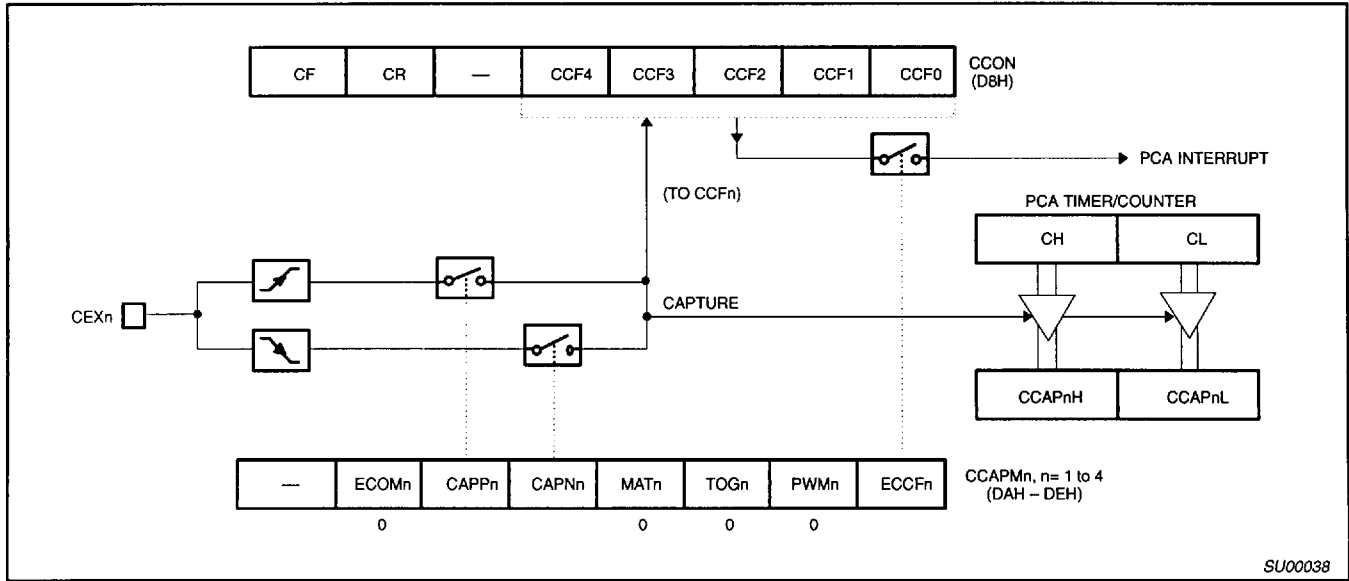 CF CR — CCF4 CCF3 CCF2 CCF1 CCF0
CCON
(D8H)
PCA INTERRUPT
(TO CCFn)
PCA TIMER/COUNTER
CH CL
CEXn
CAPTURE
CCAPnH CCAPnL
— ECOMn CAPPn CAPNn MATn TOGn PWMn ECCFn
CCAPMn, n= 1 to 4
(DAH – DEH)
0 0 0 0
SU00038